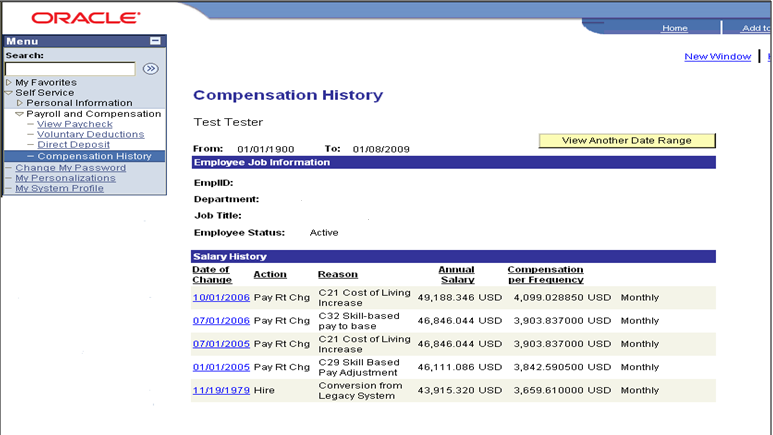 ORACLE®
Home
Add to
Menu
Search:
New Window
My Favorites
Self Service
Personal Information
Payroll and Compensation
View Paycheck
Voluntary Deductions
Direct Deposit
Compensation History
Change My Password
My Personalizations
My System Profile
Compensation History
Test Tester
View Another Date Range
From: 01/01/1900 To: 01/08/2009
Employee Job Information
EmplID:
Department:
Job Title:
Employee Status: Active
Salary History
Date of Change Action Reason Annual Salary Compensation per Frequency
10/01/2006 Pay Rt Chg C21 Cost of Living Increase 49,188.346 USD 4,099.028850 USD Monthly
07/01/2006 Pay Rt Chg C32 Skill-based pay to base 46,846.044 USD 3,903.837000 USD Monthly
07/01/2005 Pay Rt Chg C21 Cost of Living Increase 46,846.044 USD 3,903.837000 USD Monthly
01/01/2005 Pay Rt Chg C29 Skill Based Pay Adjustment 46,111.086 USD 3,842.590500 USD Monthly
11/19/1979 Hire Conversion from Legacy System 43,915.320 USD 3,659.610000 USD Monthly